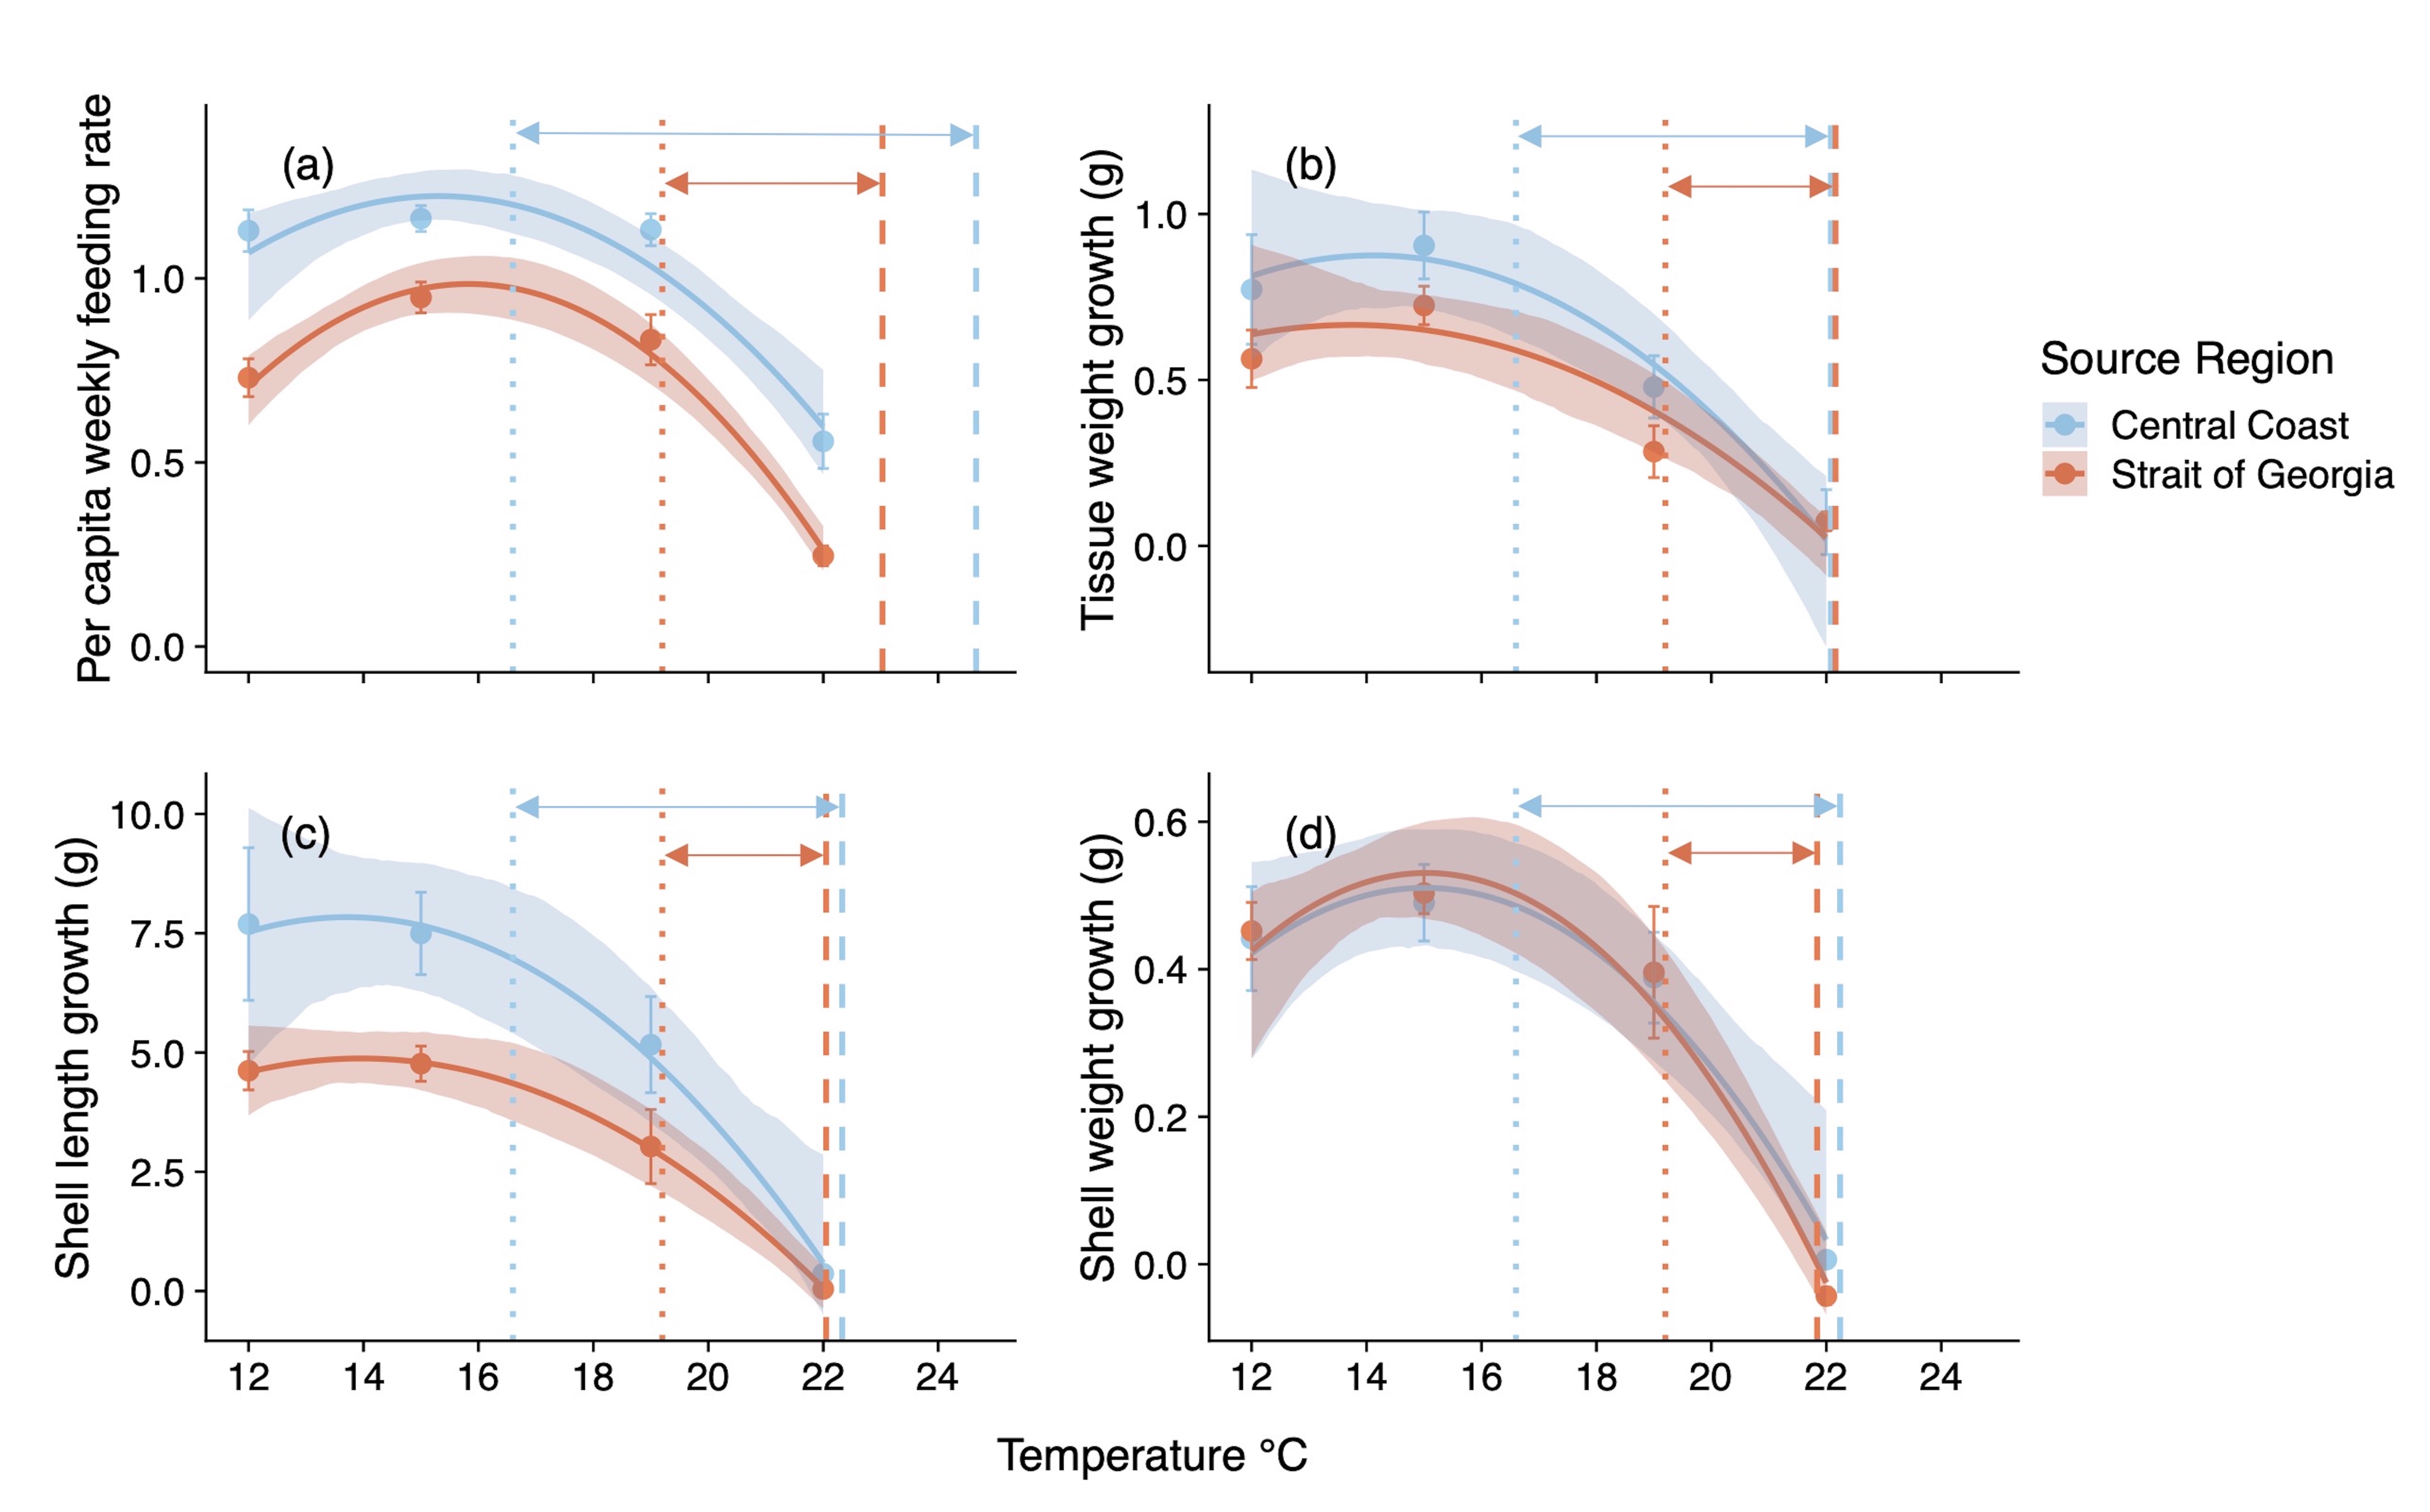 Per capita weekly feeding rate
(a)
1.0
0.5
0.0
Tissue weight growth (g)
(b)
1.0
0.5
0.0
Source Region
Central Coast
Strait of Georgia
Shell length growth (g)
(c)
10.0
7.5
5.0
2.5
0.0
12 14 16 18 20 22 24
Shell weight growth (g)
(d)
0.6
0.4
0.2
0.0
12 14 16 18 20 22 24
Temperature °C